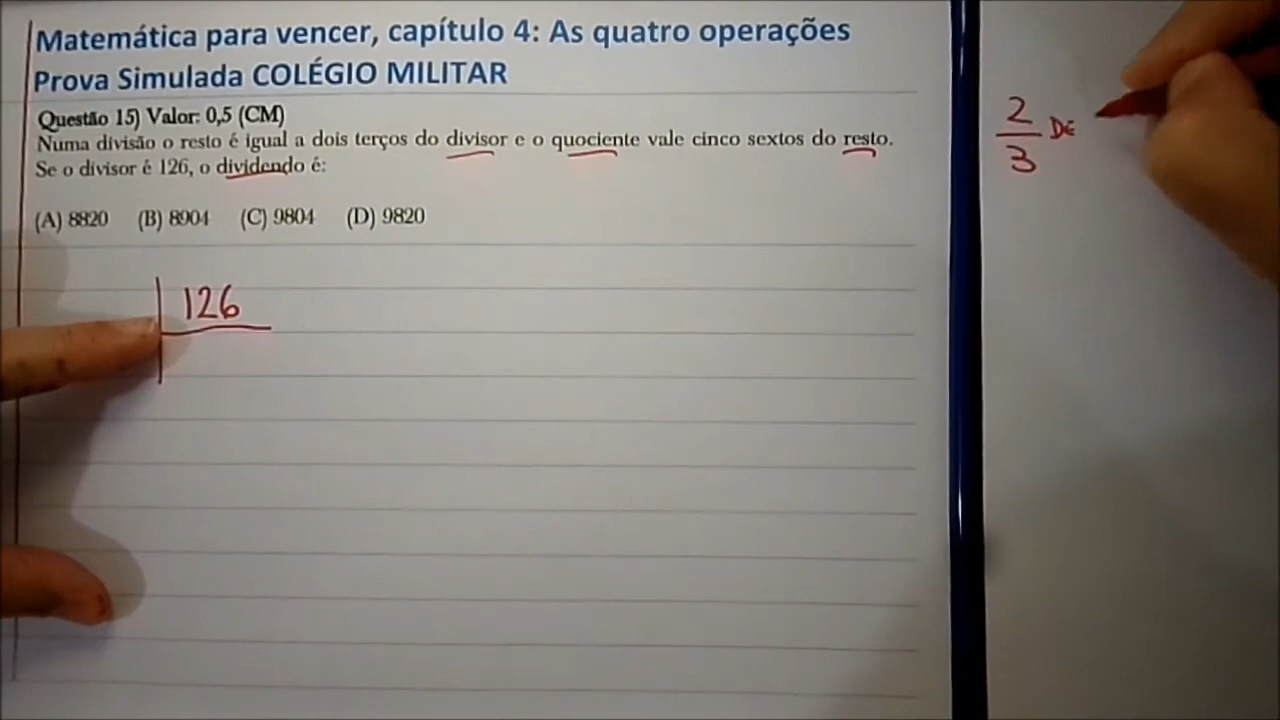 Matemática para vencer, capítulo 4: As quatro operações
Prova Simulada COLÉGIO MILITAR
Questão 15) Valor: 0,5 (CM)
Numa divisão o resto é igual a dois terços do divisor e o quociente vale cinco sextos do resto.
Se o divisor é 126, o dividendo é:
(A) 8820 (B) 8904 (C) 9804 (D) 9820
126
2
3
DE